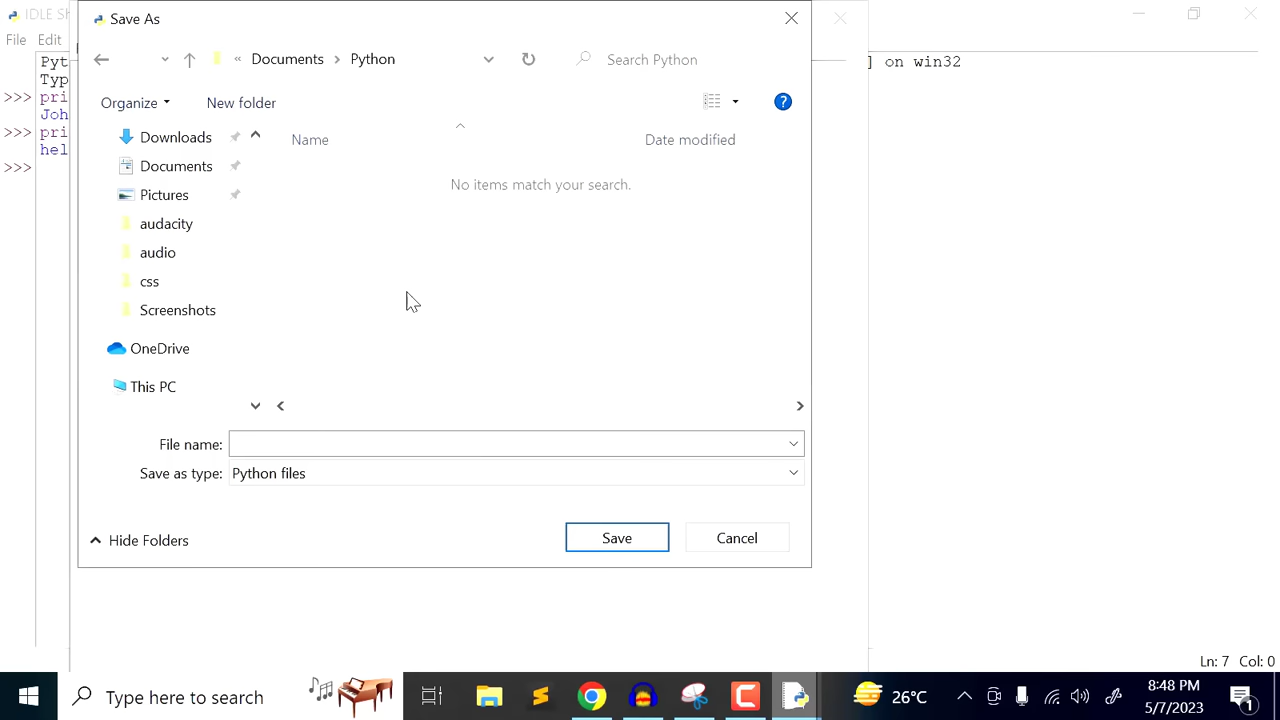 IDLE Sh
Save As
File Edit
« Documents > Python
Search Python
Pyt
] on win32
Typ
Organize
New folder
>>> pri
Joh
>>> pri
hel
>>>
Downloads
Documents
Pictures
audacity
audio
css
Screenshots
OneDrive
This PC
Name
Date modified
No items match your search.
File name:
Save as type: Python files
Hide Folders
Save
Cancel
Ln: 7 Col: 0
Type here to search
26°C
8:48 PM
5/7/2023
1